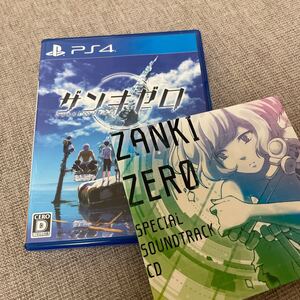 PS4
ザンキゼロ
CERO
D
ZANKI
ZERØ
SPECIAL
SOUNDTRACK
CD